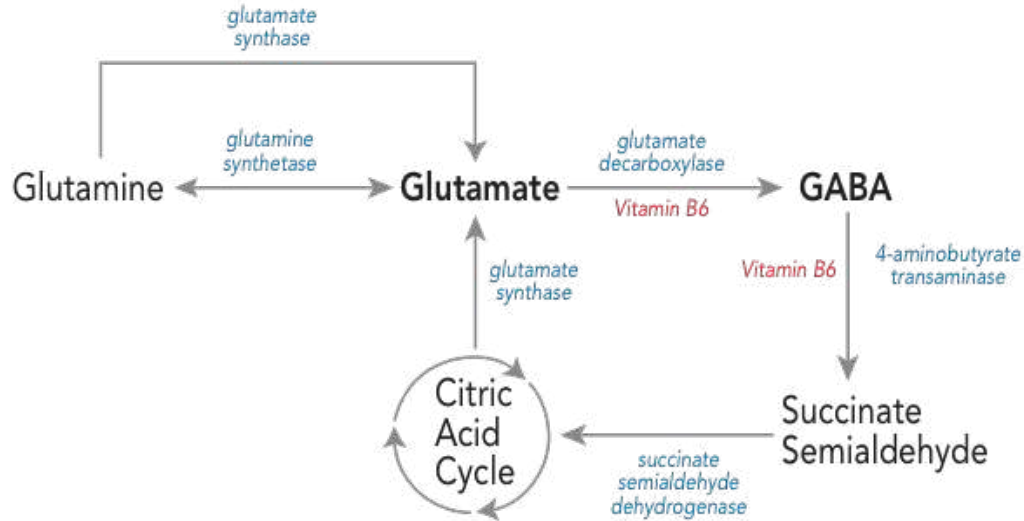 glutamate
synthase
glutamine
synthetase
glutamate
decarboxylase
Glutamine
Glutamate
GABA
Vitamin B6
glutamate
synthase
Vitamin B6
4-aminobutyrate
transaminase
Citric
Acid
Cycle
Succinate
Semialdehyde
succinate
semialdehyde
dehydrogenase